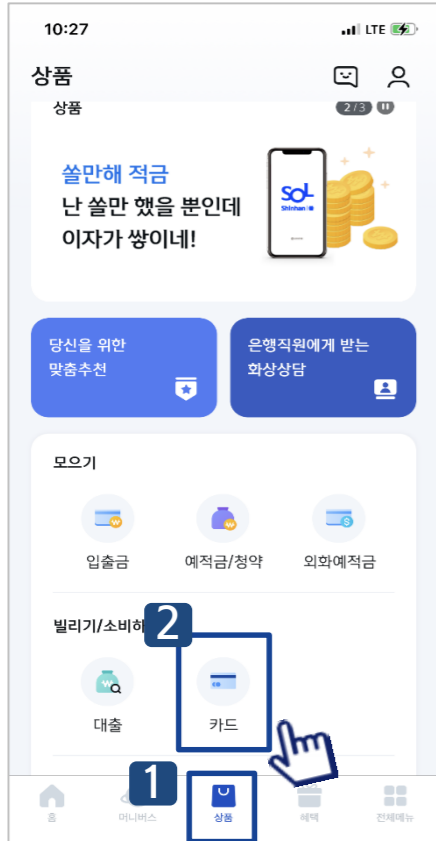 10:27
LTE
상품
상품
2/3
쏠만해 적금
난 쏠만 했을 뿐인데
이자가 쌓이네!
SOL
Shinhan
당신을 위한
맞춤추천
은행직원에게 받는
화상상담
모으기
입출금
예적금/청약
외화예적금
빌리기/소비하
2
대출
카드
1
홈
머니버스
상품
혜택
전체메뉴